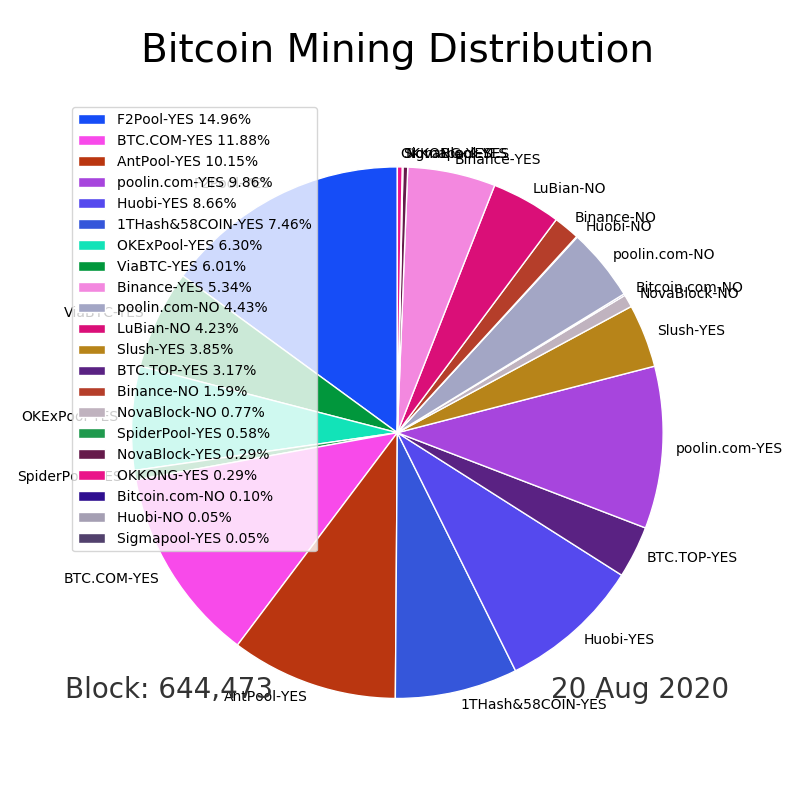 Bitcoin Mining Distribution
F2Pool-YES 14.96%
BTC.COM-YES 11.88%
AntPool-YES 10.15%
poolin.com-YES 9.86%
Huobi-YES 8.66%
1THash&58COIN-YES 7.46%
OKExPool-YES 6.30%
ViaBTC-YES 6.01%
Binance-YES 5.34%
poolin.com-NO 4.43%
LuBian-NO 4.23%
Slush-YES 3.85%
BTC.TOP-YES 3.17%
Binance-NO 1.59%
NovaBlock-NO 0.77%
SpiderPool-YES 0.58%
NovaBlock-YES 0.29%
OKKONG-YES 0.29%
Bitcoin.com-NO 0.10%
Huobi-NO 0.05%
Sigmapool-YES 0.05%
Binance-YES
LuBian-NO
Binance-NO
Huobi-NO
poolin.com-NO
Bitcoin.com-NO
NovaBlock-NO
Slush-YES
poolin.com-YES
BTC.TOP-YES
Huobi-YES
1THash&58COIN-YES
AntPool-YES
BTC.COM-YES
SpiderPool-YES
OKExPool-YES
ViaBTC-YES
Block: 644,473
20 Aug 2020